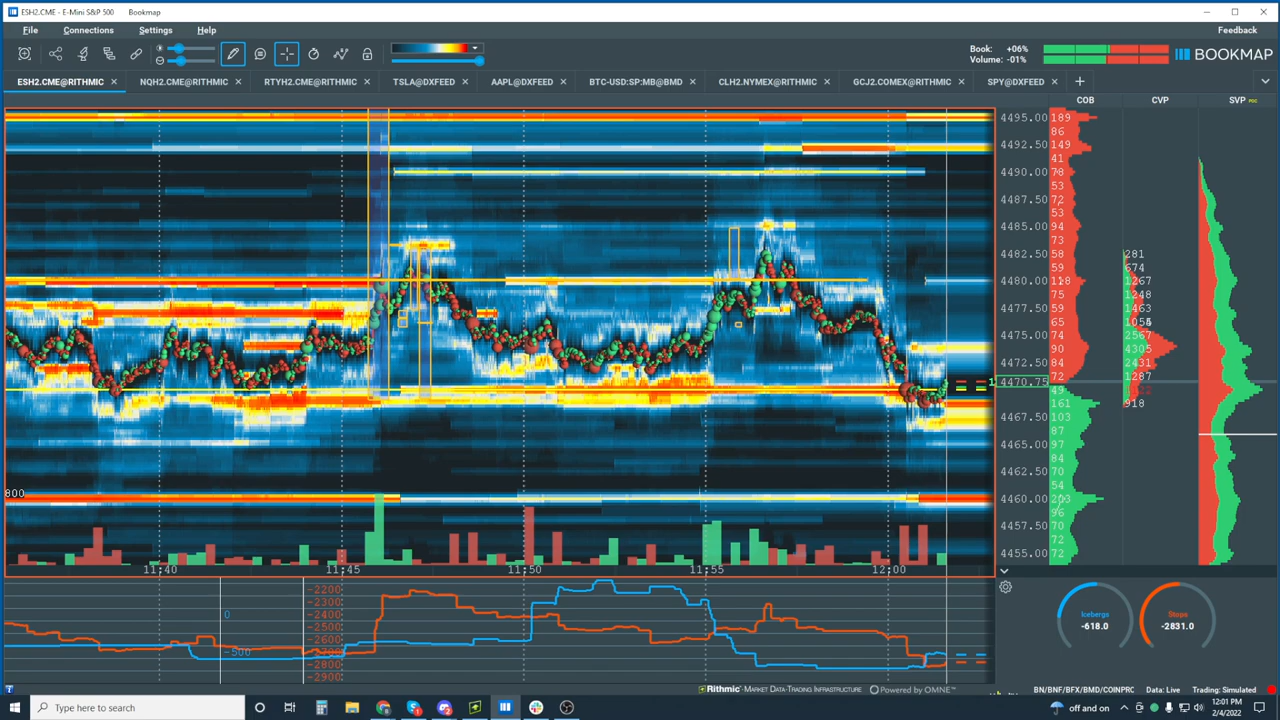 ESH2.CME - E-Mini S&P 500 Bookmap
File Connections Settings Help Feedback
Book: +06%
Volume: -01%
BOOKMAP
ESH2.CME@RITHMIC NQH2.CME@RITHMIC RTYH2.CME@RITHMIC TSLA@DXFEED AAPL@DXFEED BTC-USD:SP:MB@BMD CLH2.NYMEX@RITHMIC GCJ2.COMEX@RITHMIC SPY@DXFEED
COB CVP SVP
4495.00 189
86
4492.50 149
41
4490.00 78
53
4487.50 72
53
4485.00 94
73
4482.50 58 281
59 674
4480.00 118 1267
75 1248
4477.50 59 1463
65 1056
4475.00 74 2567
90 4305
4472.50 84 2431
72 1287
4470.75
49
161 918
4467.50 103
87
4465.00 97
84
4462.50 70
54
4460.00 203
800
96
4457.50 70
72
4455.00 72
11:40 11:45 11:50 11:55 12:00
-2200
-2300
0 -2400
-2500
-2600
-500
-2800
-2900
Icebergs
-618.0
Stops
-2831.0
Rithmic - Market Data-Trading Infrastructure Powered by OMNE™
BN/BNF/BFX/BMD/COINPRC Data: Live Trading: Simulated
Type here to search
off and on
12:01 PM
2/4/2022